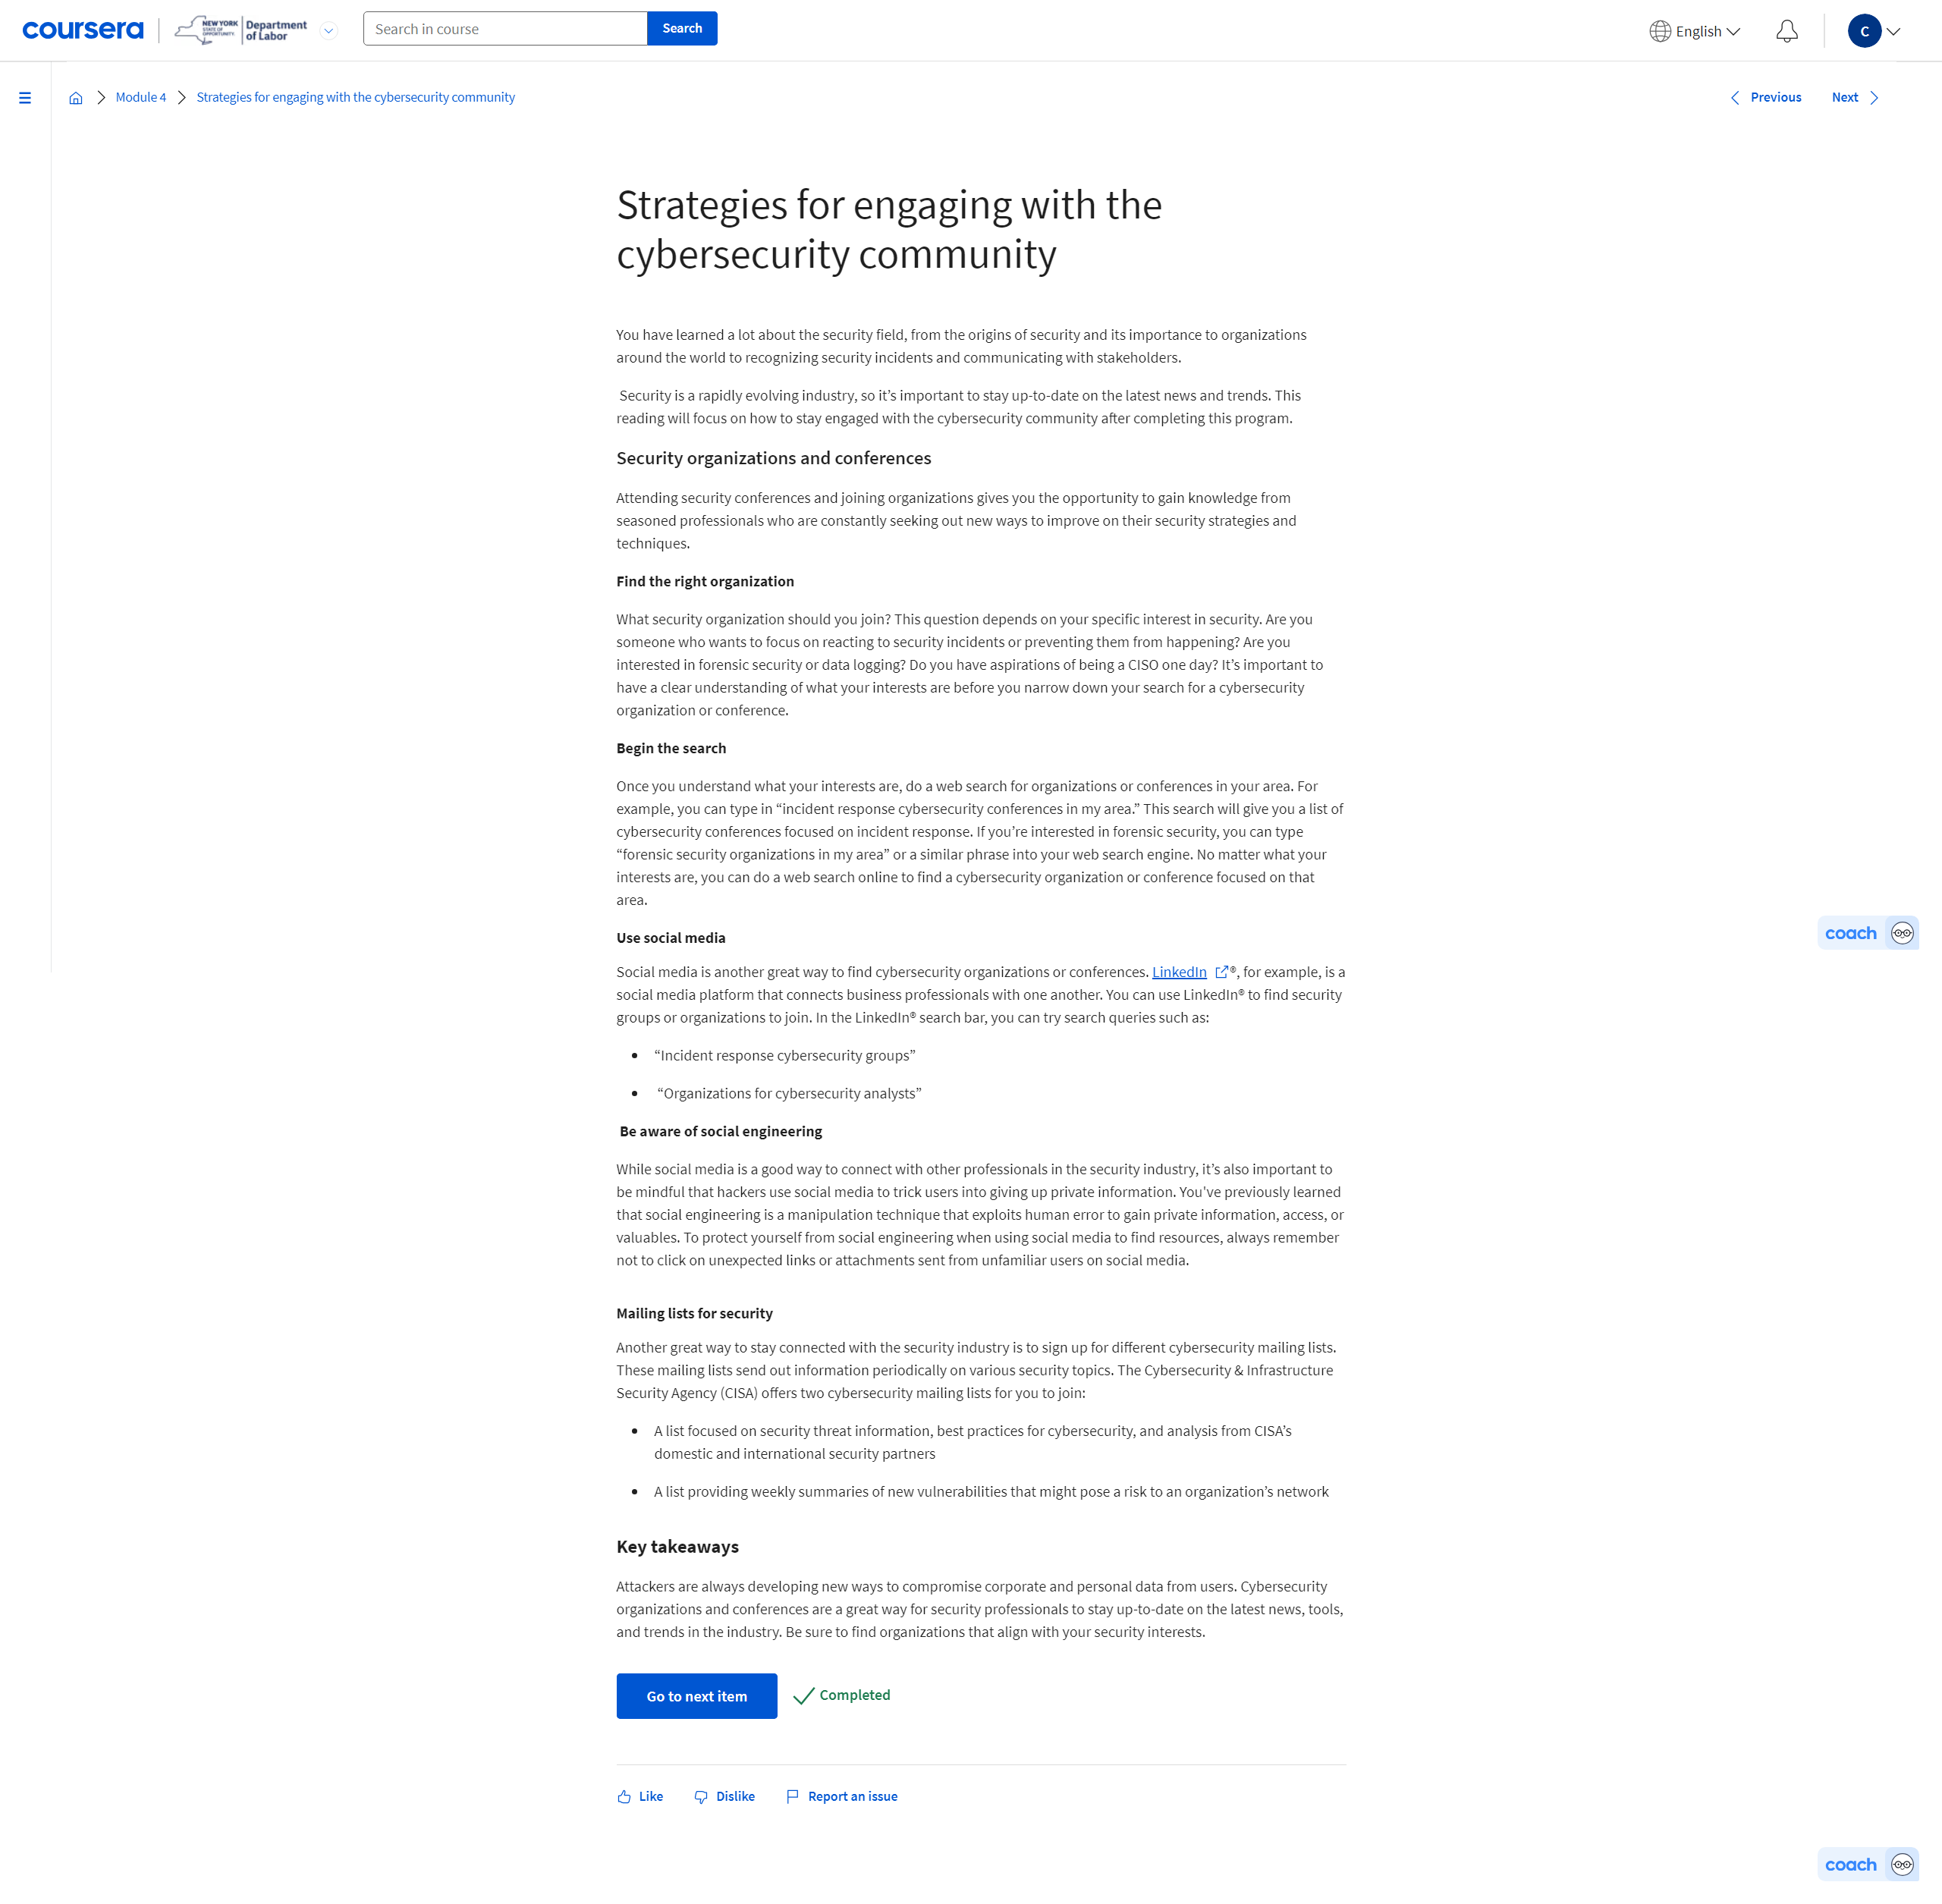 coursera
NEW YORK
STATE OF
OPPORTUNITY.
Department
of Labor
Search in course
Search
English
C
Module 4
Strategies for engaging with the cybersecurity community
Previous
Next
Strategies for engaging with the
cybersecurity community
You have learned a lot about the security field, from the origins of security and its importance to organizations
around the world to recognizing security incidents and communicating with stakeholders.
Security is a rapidly evolving industry, so it’s important to stay up-to-date on the latest news and trends. This
reading will focus on how to stay engaged with the cybersecurity community after completing this program.
Security organizations and conferences
Attending security conferences and joining organizations gives you the opportunity to gain knowledge from
seasoned professionals who are constantly seeking out new ways to improve on their security strategies and
techniques.
Find the right organization
What security organization should you join? This question depends on your specific interest in security. Are you
someone who wants to focus on reacting to security incidents or preventing them from happening? Are you
interested in forensic security or data logging? Do you have aspirations of being a CISO one day? It’s important to
have a clear understanding of what your interests are before you narrow down your search for a cybersecurity
organization or conference.
Begin the search
Once you understand what your interests are, do a web search for organizations or conferences in your area. For
example, you can type in “incident response cybersecurity conferences in my area.” This search will give you a list of
cybersecurity conferences focused on incident response. If you’re interested in forensic security, you can type
“forensic security organizations in my area” or a similar phrase into your web search engine. No matter what your
interests are, you can do a web search online to find a cybersecurity organization or conference focused on that
area.
coach
Use social media
Social media is another great way to find cybersecurity organizations or conferences. LinkedIn ®, for example, is a
social media platform that connects business professionals with one another. You can use LinkedIn® to find security
groups or organizations to join. In the LinkedIn® search bar, you can try search queries such as:
• “Incident response cybersecurity groups”
• “Organizations for cybersecurity analysts”
Be aware of social engineering
While social media is a good way to connect with other professionals in the security industry, it’s also important to
be mindful that hackers use social media to trick users into giving up private information. You've previously learned
that social engineering is a manipulation technique that exploits human error to gain private information, access, or
valuables. To protect yourself from social engineering when using social media to find resources, always remember
not to click on unexpected links or attachments sent from unfamiliar users on social media.
Mailing lists for security
Another great way to stay connected with the security industry is to sign up for different cybersecurity mailing lists.
These mailing lists send out information periodically on various security topics. The Cybersecurity & Infrastructure
Security Agency (CISA) offers two cybersecurity mailing lists for you to join:
• A list focused on security threat information, best practices for cybersecurity, and analysis from CISA’s
domestic and international security partners
• A list providing weekly summaries of new vulnerabilities that might pose a risk to an organization’s network
Key takeaways
Attackers are always developing new ways to compromise corporate and personal data from users. Cybersecurity
organizations and conferences are a great way for security professionals to stay up-to-date on the latest news, tools,
and trends in the industry. Be sure to find organizations that align with your security interests.
Go to next item
Completed
Like
Dislike
Report an issue
coach